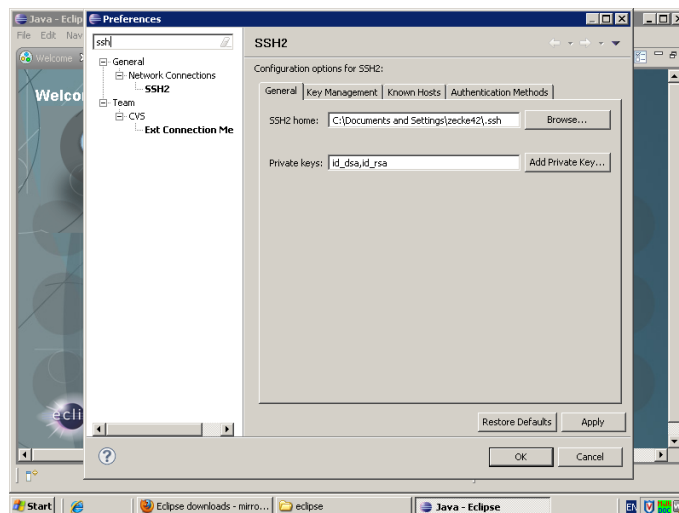 Java - Eclip
Preferences
File Edit Nav
ssh
SSH2
Welcome
General
Network Connections
SSH2
Team
CVS
Ext Connection Me
Configuration options for SSH2:
General Key Management Known Hosts Authentication Methods
SSH2 home: C:\Documents and Settings\zecke42\.ssh Browse...
Private keys: id_dsa,id_rsa Add Private Key...
Welco
ecli
Restore Defaults Apply
? OK Cancel
Start Eclipse downloads - mirro... eclipse Java - Eclipse EN